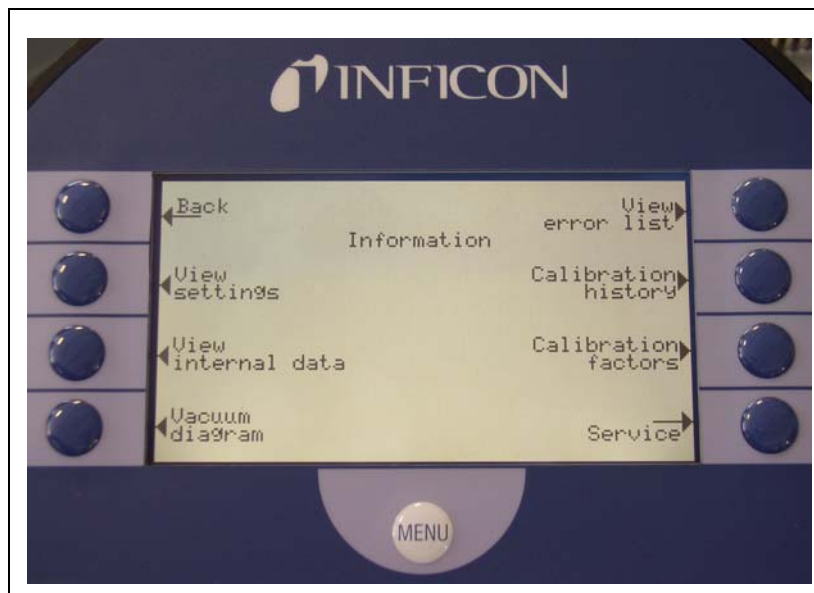 INFICON
Back
View
error list
Information
View
settings
Calibration
history
View
internal data
Calibration
factors
Vacuum
diagram
Service
MENU